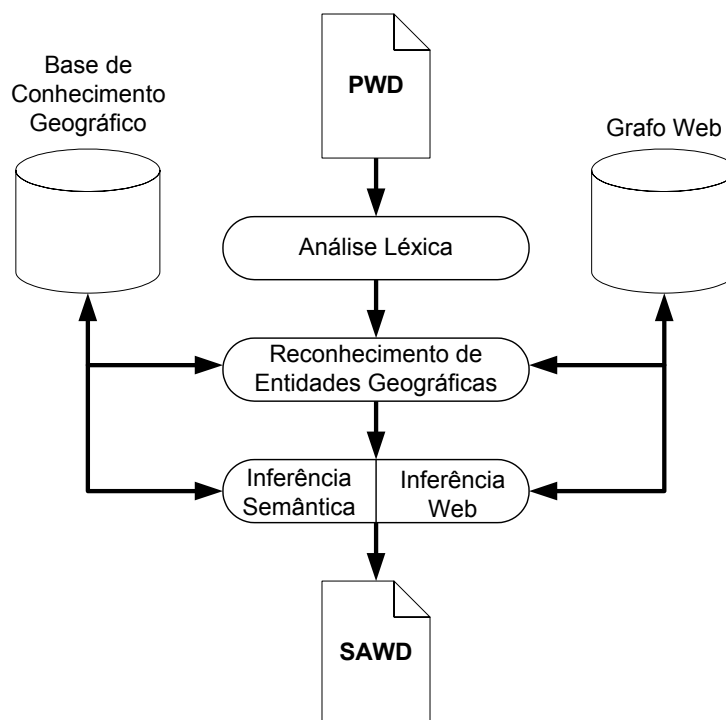 Base de
Conhecimento
Geográfico
PWD
Grafo Web
Análise Léxica
Reconhecimento de
Entidades Geográficas
Inferência
Semântica
Inferência
Web
SAWD